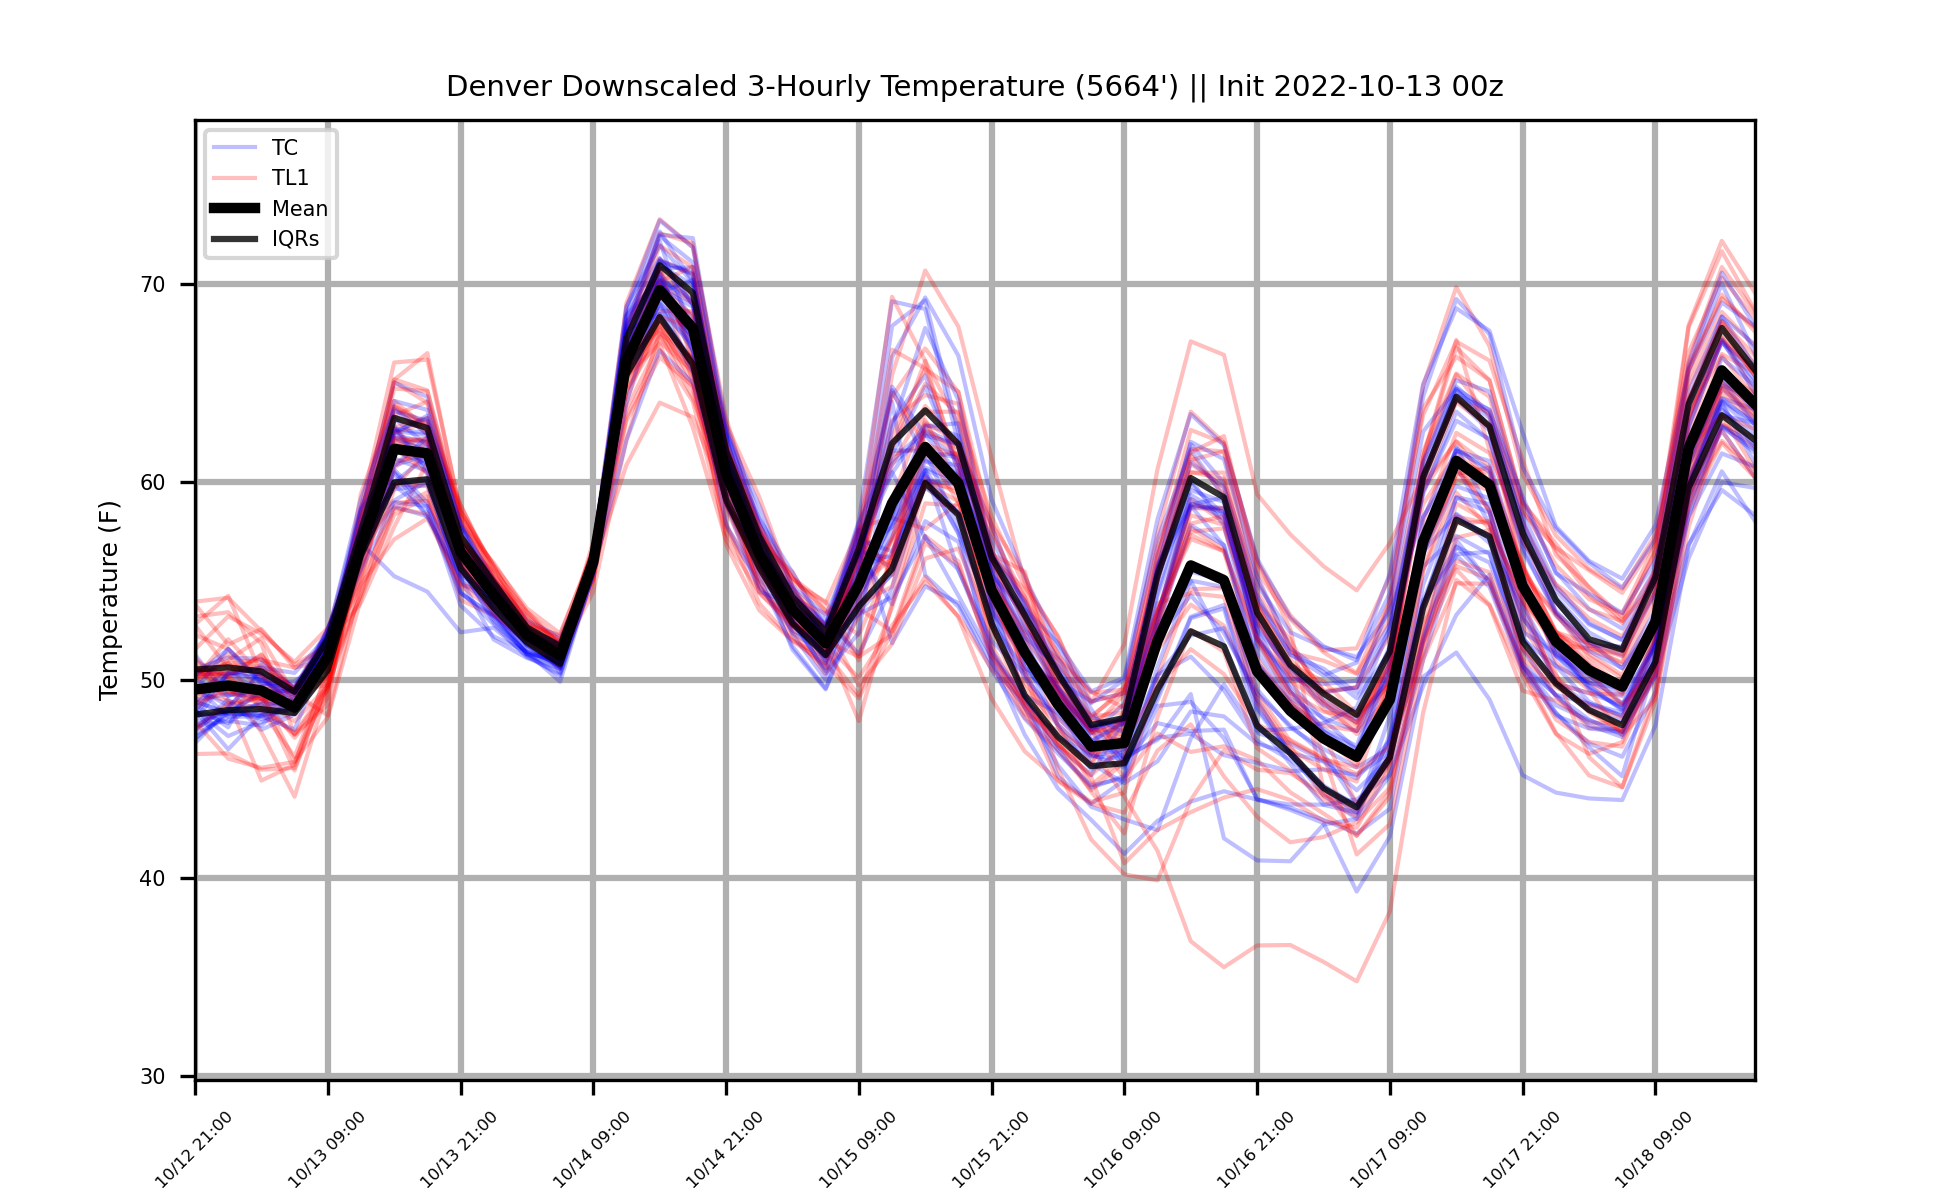 Denver Downscaled 3-Hourly Temperature (5664') || Init 2022-10-13 00z
TC
TL1
Mean
IQRs
Temperature (F)
70
60
50
40
30
10/12 21:00
10/13 09:00
10/13 21:00
10/14 09:00
10/14 21:00
10/15 09:00
10/15 21:00
10/16 09:00
10/16 21:00
10/17 09:00
10/17 21:00
10/18 09:00